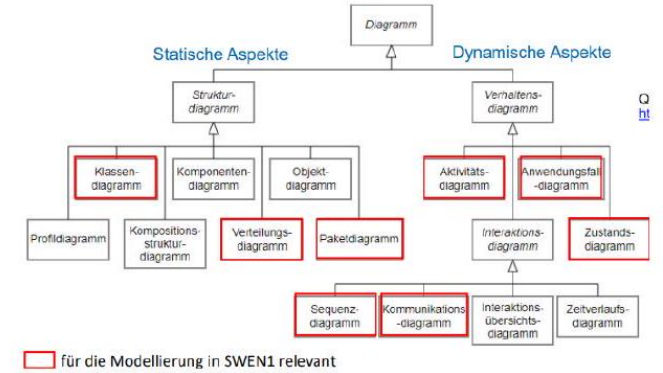 Diagramm
Statische Aspekte
Dynamische Aspekte
Struktur-
diagramm
Verhaltens-
diagramm
Q
ht
Klassen-
diagramm
Komponenten-
diagramm
Objekt-
diagramm
Aktivitäts-
diagramm
Anwendungsfall
-diagramm
Profildiagramm
Kompositions-
struktur-
diagramm
Verteilungs-
diagramm
Paketdiagramm
Interaktions-
diagramm
Zustands-
diagramm
Sequenz-
diagramm
Kommunikations
-diagramm
Interaktions-
übersichts-
diagramm
Zeitverlaufs-
diagramm
für die Modellierung in SWEN1 relevant